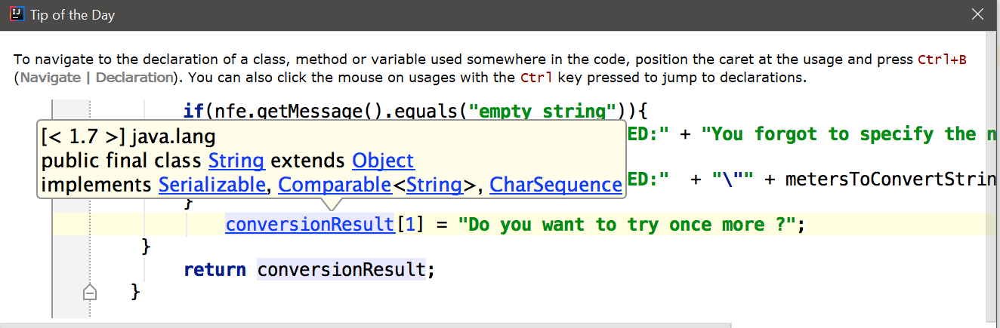 IJ Tip of the Day
To navigate to the declaration of a class, method or variable used somewhere in the code, position the caret at the usage and press Ctrl+B
(Navigate | Declaration). You can also click the mouse on usages with the Ctrl key pressed to jump to declarations.
if(nfe.getMessage().equals("empty string")){
[< 1.7 >] java.lang
ED:" + "You forgot to specify the n
public final class String extends Object
implements Serializable, Comparable<String>, CharSequence
ED:" + "\"" + metersToConvertStrin
}
conversionResult[1] = "Do you want to try once more ?";
}
return conversionResult;
}